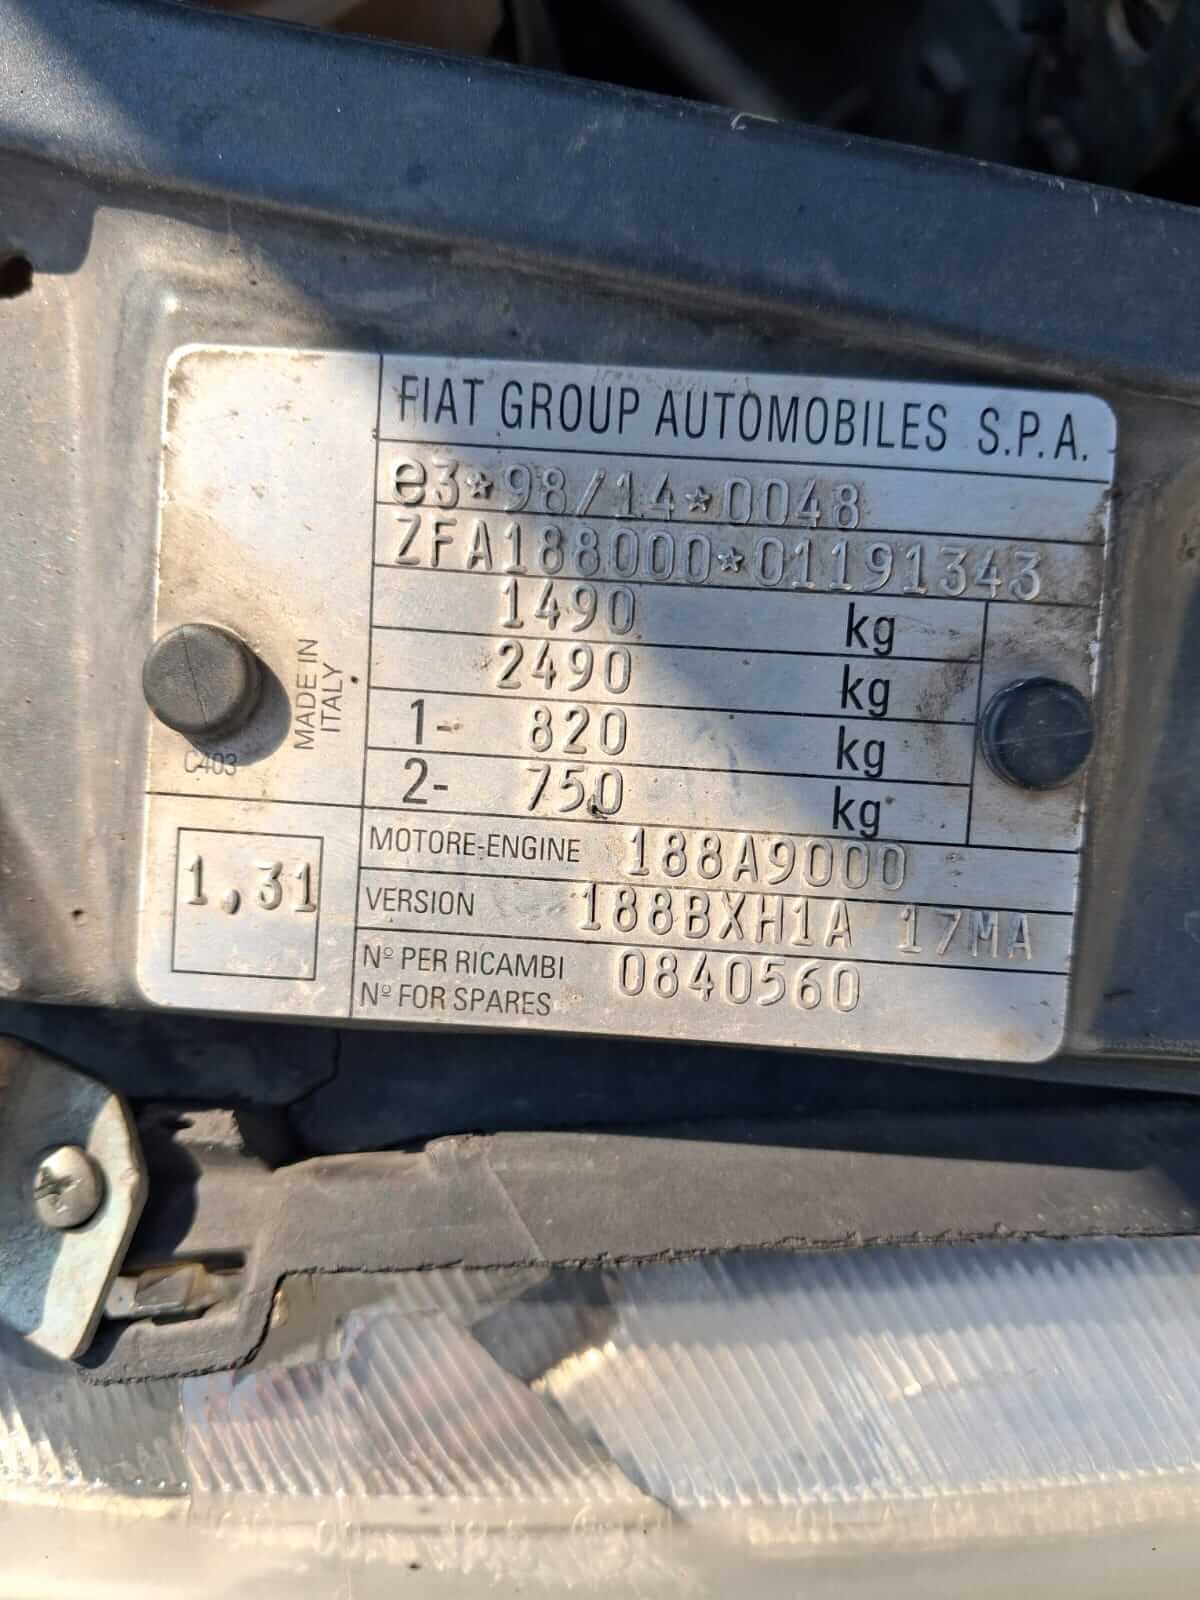 FIAT GROUP AUTOMOBILES S.P.A.
e3*98/14*0048
ZFA188000*01191343
1490 kg
2490 kg
1- 820 kg
2- 750 kg
MADE IN
ITALY
C403
1,31
MOTORE-ENGINE 188A9000
VERSION 188BXH1A 17MA
Nº PER RICAMBI
Nº FOR SPARES
0840560